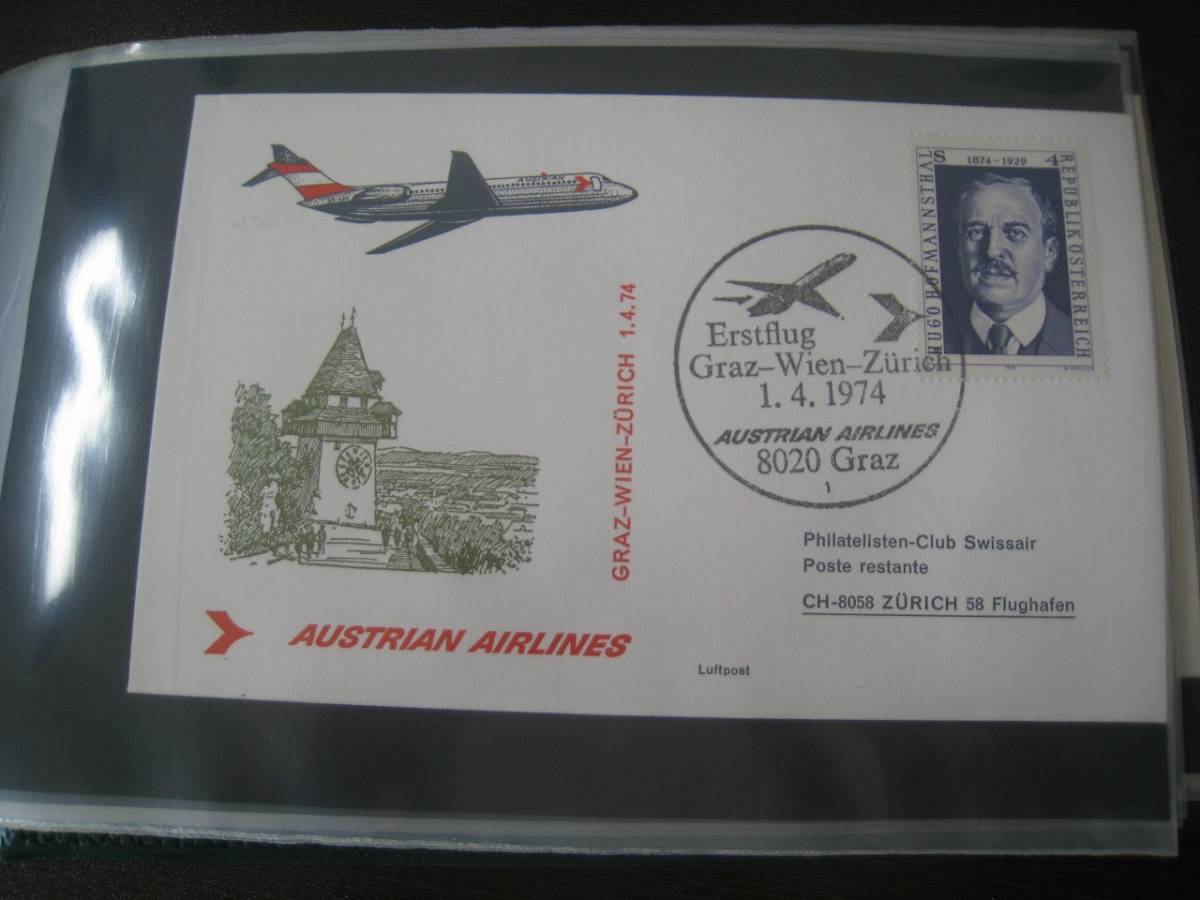 AUSTRIAN
GRAZ-WIEN-ZÜRICH 1.4.74
AUSTRIAN AIRLINES
S 4
1874-1929
HUGO HOFMANNSTHAL
REPUBLIK ÖSTERREICH
Erstflug
Graz-Wien-Zürich
1. 4. 1974
AUSTRIAN AIRLINES
8020 Graz
1
Philatelisten-Club Swissair
Poste restante
CH-8058 ZÜRICH 58 Flughafen
Luftpost